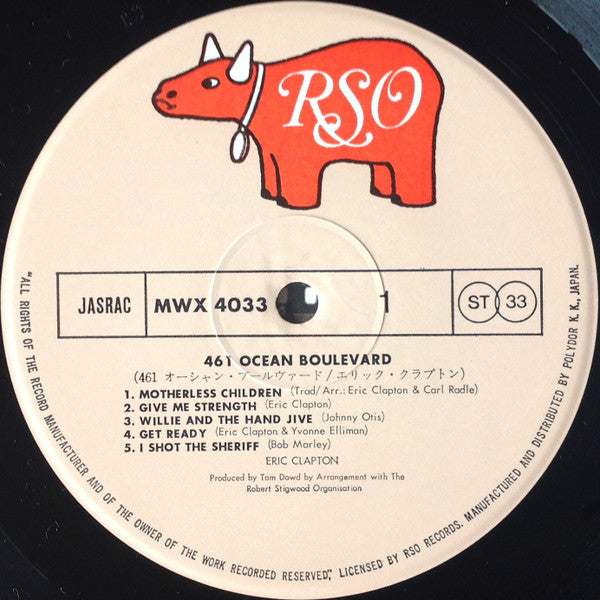 RSO
JASRAC
MWX 4033
1
ST 33
461 OCEAN BOULEVARD
(461 オーシャン・ブールヴァード/エリック・クラプトン)
1. MOTHERLESS CHILDREN (Trad/Arr.: Eric Clapton & Carl Radle)
2. GIVE ME STRENGTH (Eric Clapton)
3. WILLIE AND THE HAND JIVE (Johnny Otis)
4. GET READY (Eric Clapton & Yvonne Elliman)
5. I SHOT THE SHERIFF (Bob Marley)
ERIC CLAPTON
Produced by Tom Dowd by Arrangement with The
Robert Stigwood Organisation
"ALL RIGHTS OF THE RECORD MANUFACTURER AND OF THE OWNER OF THE WORK RECORDED RESERVED", LICENSED BY RSO RECORDS. MANUFACTURED AND DISTRIBUTED BY POLYDOR K. K., JAPAN.